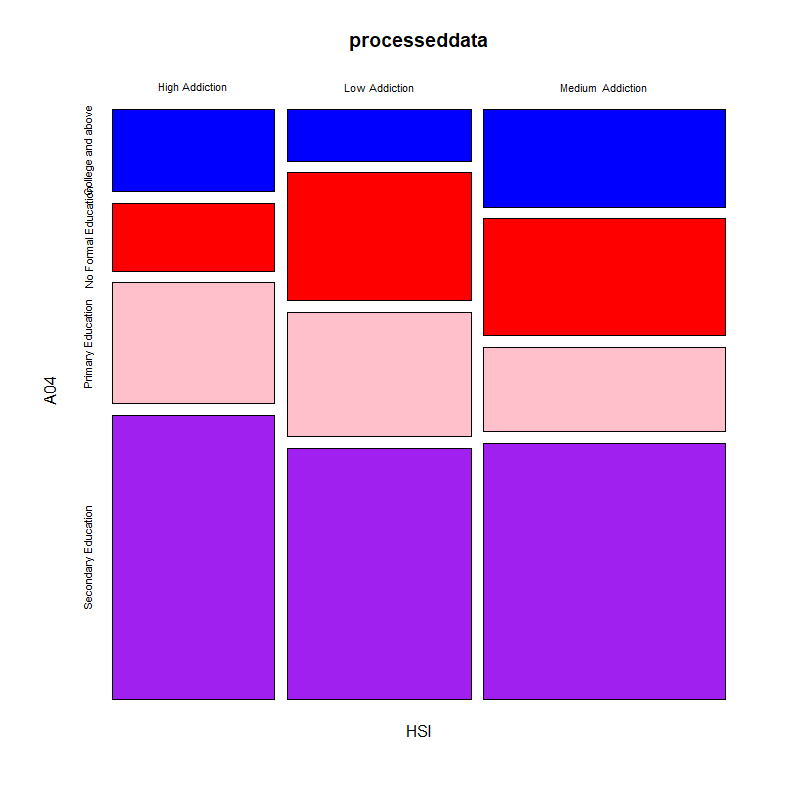 processeddata
High Addiction
Low Addiction
Medium Addiction
College and above
No Formal Education
Primary Education
Secondary Education
A04
HSI